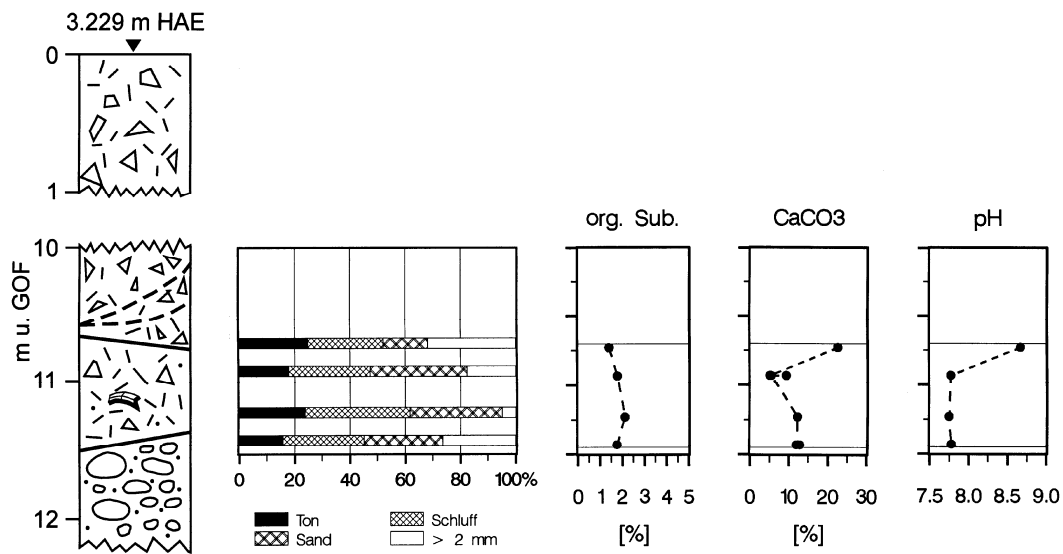 3.229 m HAE
0
1
org. Sub.
CaCO3
pH
10
11
12
m u. GOF
0 20 40 60 80 100%
0 1 2 3 4 5
0 10 20 30
7.5 8.0 8.5 9.0
[%]
[%]
Ton
Schluff
Sand
> 2 mm